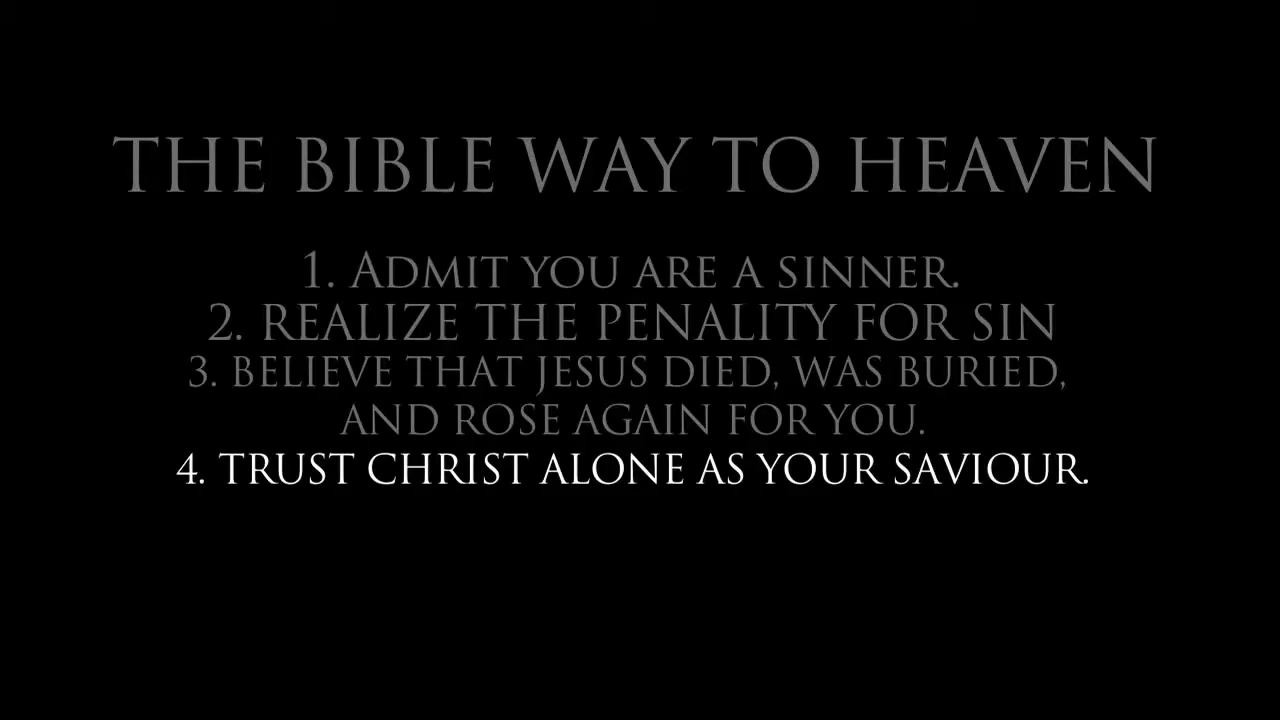 THE BIBLE WAY TO HEAVEN
1. ADMIT YOU ARE A SINNER.
2. REALIZE THE PENALITY FOR SIN
3. BELIEVE THAT JESUS DIED, WAS BURIED,
AND ROSE AGAIN FOR YOU.
4. TRUST CHRIST ALONE AS YOUR SAVIOUR.